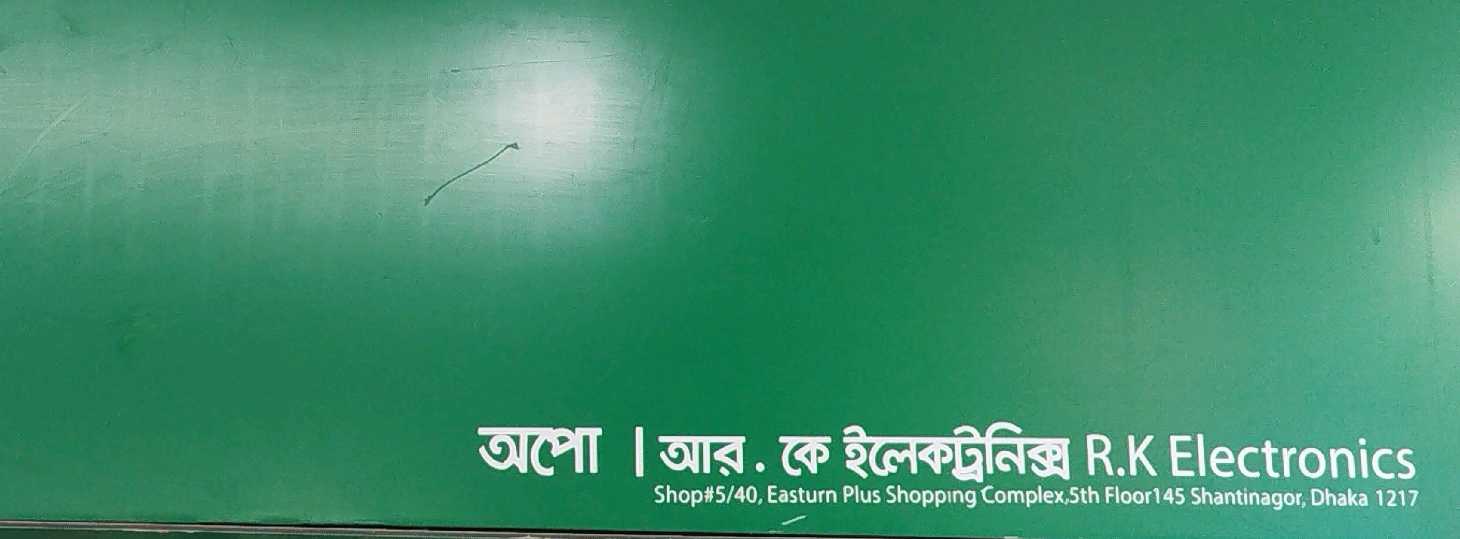 অপো | আর. কে ইলেকট্রনিক্স R.K Electronics
Shop#5/40, Easturn Plus Shopping Complex,5th Floor145 Shantinagor, Dhaka 1217